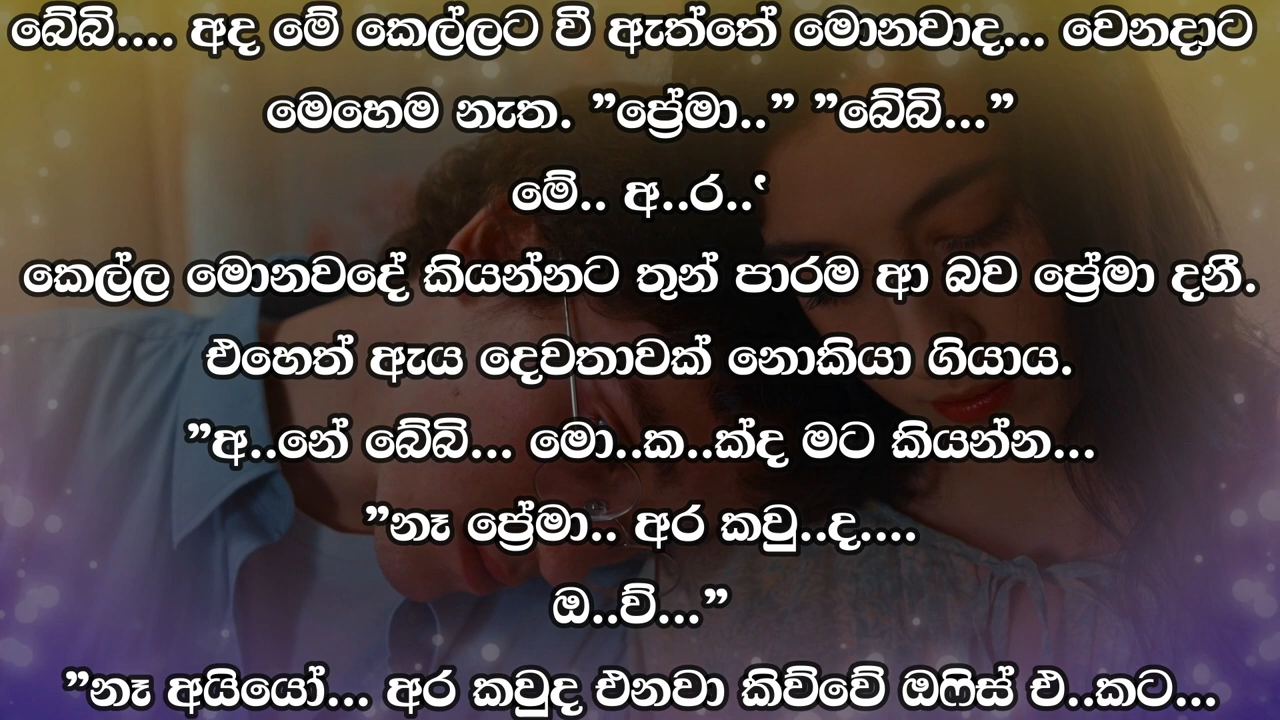 බේබි.... අද මේ කෙල්ලට වී ඇත්තේ මොනවාද... වෙනදාට
මෙහෙම නැත. ”ප්‍රේමා..” ”බේබි...”
මේ.. අ..ර..‘
කෙල්ල මොනවදේ කියන්නට තුන් පාරම ආ බව ප්‍රේමා දනී.
එහෙත් ඇය දෙවතාවක් නොකියා ගියාය.
”අ..නේ බේබි... මො..ක..ක්ද මට කියන්න...
”නෑ ප්‍රේමා.. අර කවු..ද....
ඔ..ව්...”
”නෑ අයියෝ... අර කවුද එනවා කිව්වේ ඔෆිස් එ..කට...